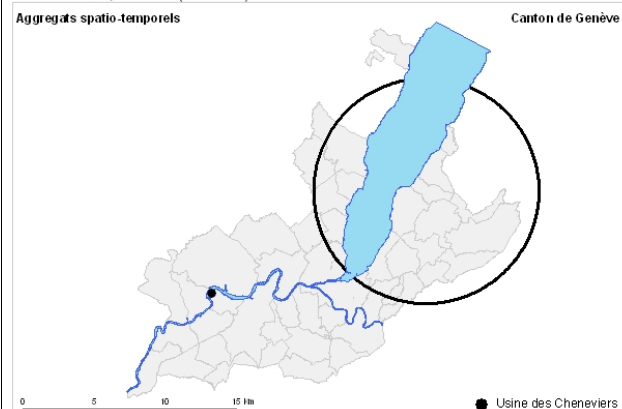 Aggregats spatio-temporels
Canton de Genève
0 5 10 15 km
Usine des Cheneviers